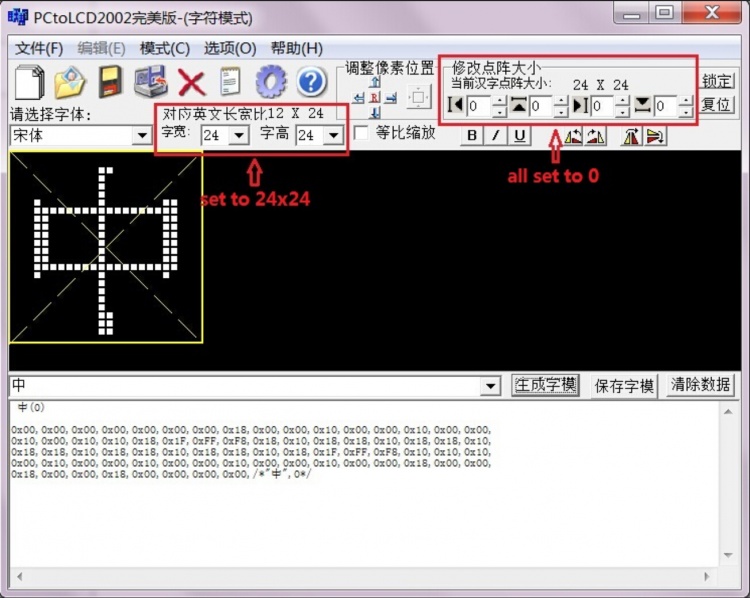 PCtoLCD2002完美版-(字符模式)
文件(F) 编辑(E) 模式(C) 选项(O) 帮助(H)
调整像素位置
修改点阵大小
当前汉字点阵大小: 24 X 24
0 0 0 0
锁定
复位
请选择字体:
宋体
对应英文长宽比12 X 24
字宽: 24 字高 24
等比缩放
B I U
set to 24x24
all set to 0
中
中
生成字模 保存字模 清除数据
中(0)
0x00,0x00,0x00,0x00,0x00,0x00,0x00,0x18,0x00,0x00,0x10,0x00,0x00,0x10,0x00,0x00,
0x10,0x00,0x10,0x10,0x18,0x1F,0xFF,0xF8,0x18,0x10,0x18,0x18,0x10,0x18,0x18,0x10,
0x18,0x18,0x10,0x18,0x18,0x10,0x18,0x18,0x10,0x18,0x1F,0xFF,0xF8,0x10,0x10,0x10,
0x00,0x10,0x00,0x00,0x10,0x00,0x00,0x10,0x00,0x00,0x10,0x00,0x00,0x18,0x00,0x00,
0x18,0x00,0x00,0x18,0x00,0x00,0x00,0x00,/*"中",0*/